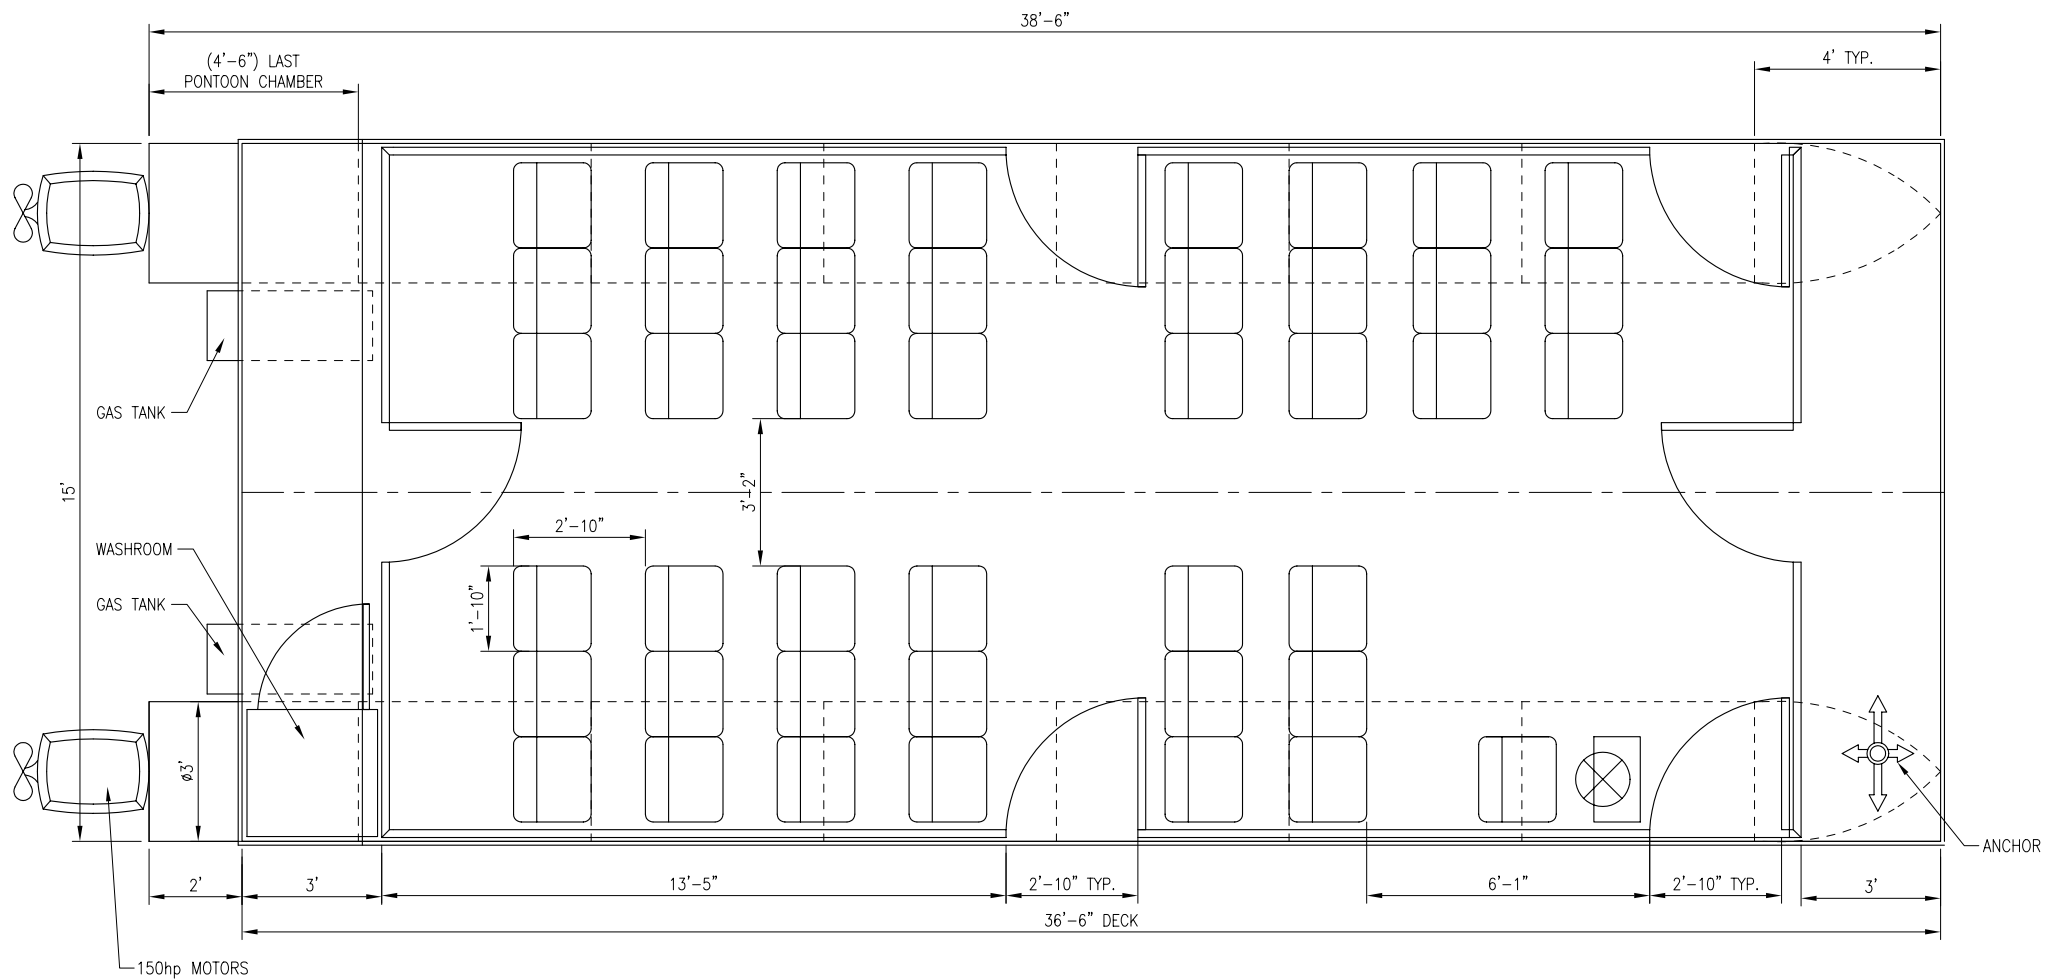 38'-6"
(4'-6") LAST
PONTOON CHAMBER
4' TYP.
GAS TANK
15'
3'-2"
2'-10"
WASHROOM
1'-10"
GAS TANK
ø3'
ANCHOR
2'
3'
13'-5"
2'-10" TYP.
6'-1"
2'-10" TYP.
3'
36'-6" DECK
150hp MOTORS